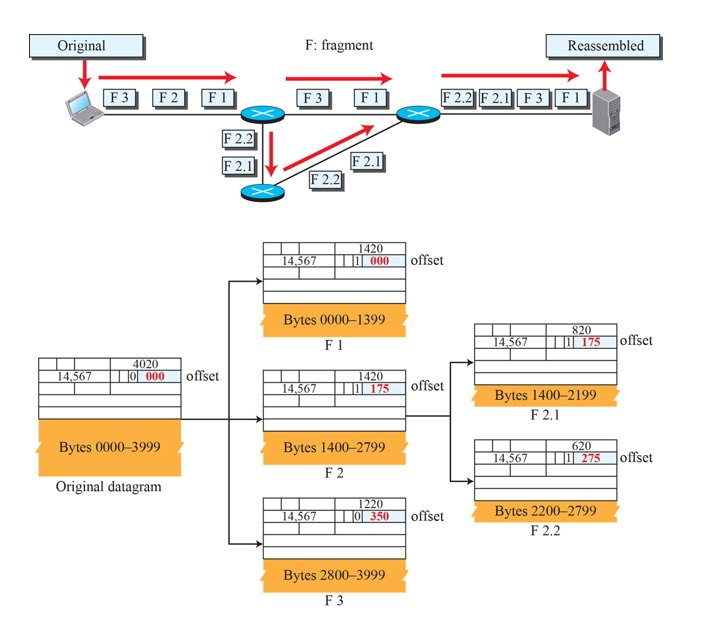 Original
F: fragment
Reassembled
F 3
F 2
F 1
F 3
F 1
F 2.2
F 2.1
F 3
F 1
F 2.2
F 2.1
F 2.1
F 2.2
1420
14,567 1 000 offset
Bytes 0000–1399
F 1
4020
14,567 0 000 offset
Bytes 0000–3999
Original datagram
1420
14,567 1 175 offset
Bytes 1400–2799
F 2
820
14,567 1 175 offset
Bytes 1400–2199
F 2.1
620
14,567 1 275 offset
Bytes 2200–2799
F 2.2
1220
14,567 0 350 offset
Bytes 2800–3999
F 3